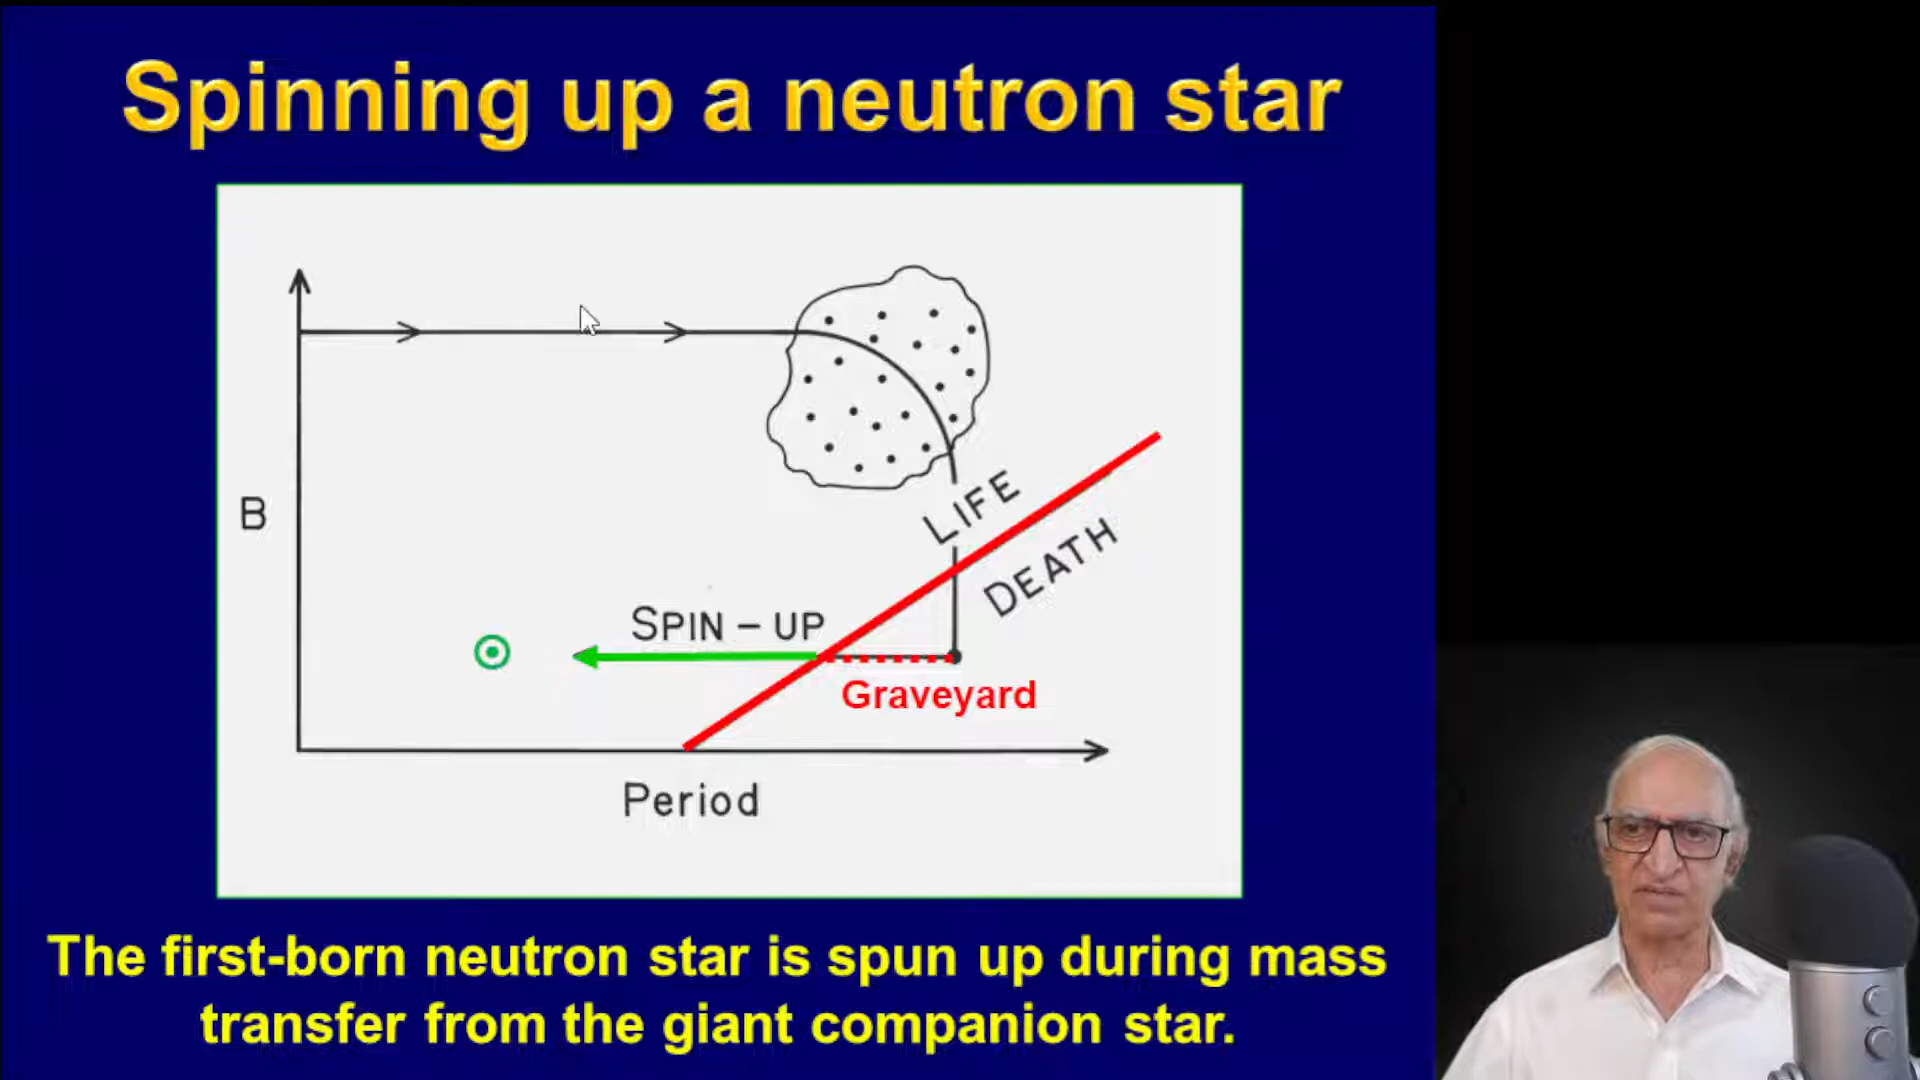 Spinning up a neutron star
B
LIFE
DEATH
SPIN - UP
Graveyard
Period
The first-born neutron star is spun up during mass
transfer from the giant companion star.